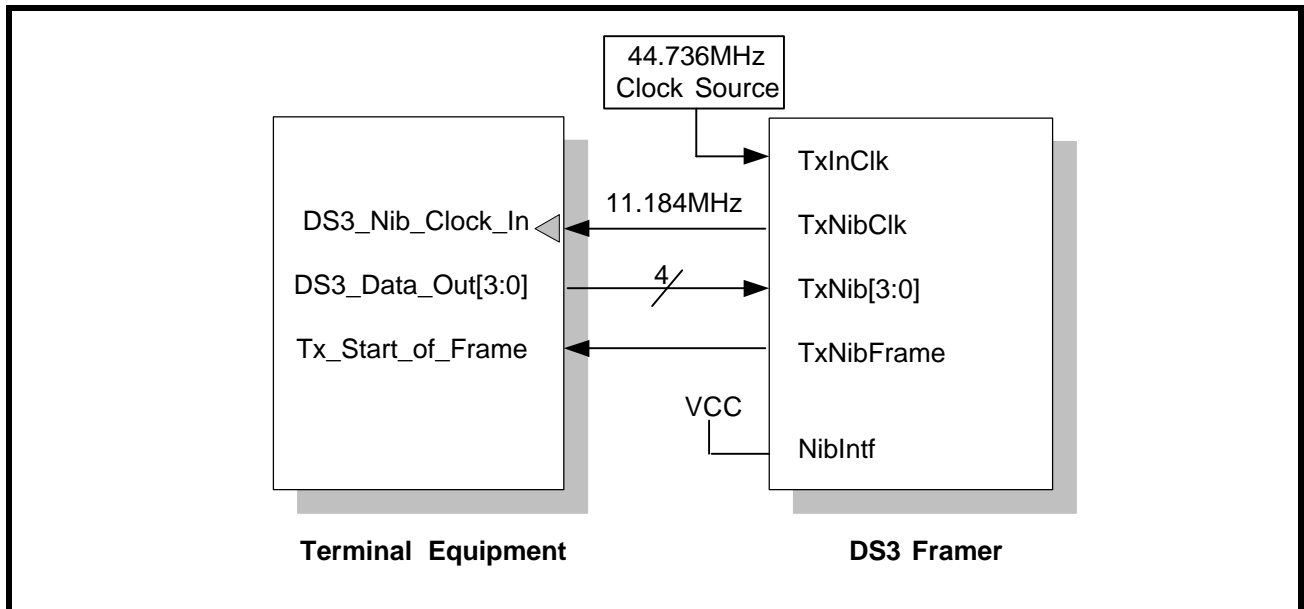 44.736MHz
Clock Source
TxInClk
11.184MHz
DS3_Nib_Clock_In
TxNibClk
DS3_Data_Out[3:0]
4
TxNib[3:0]
Tx_Start_of_Frame
TxNibFrame
VCC
NibIntf
Terminal Equipment
DS3 Framer